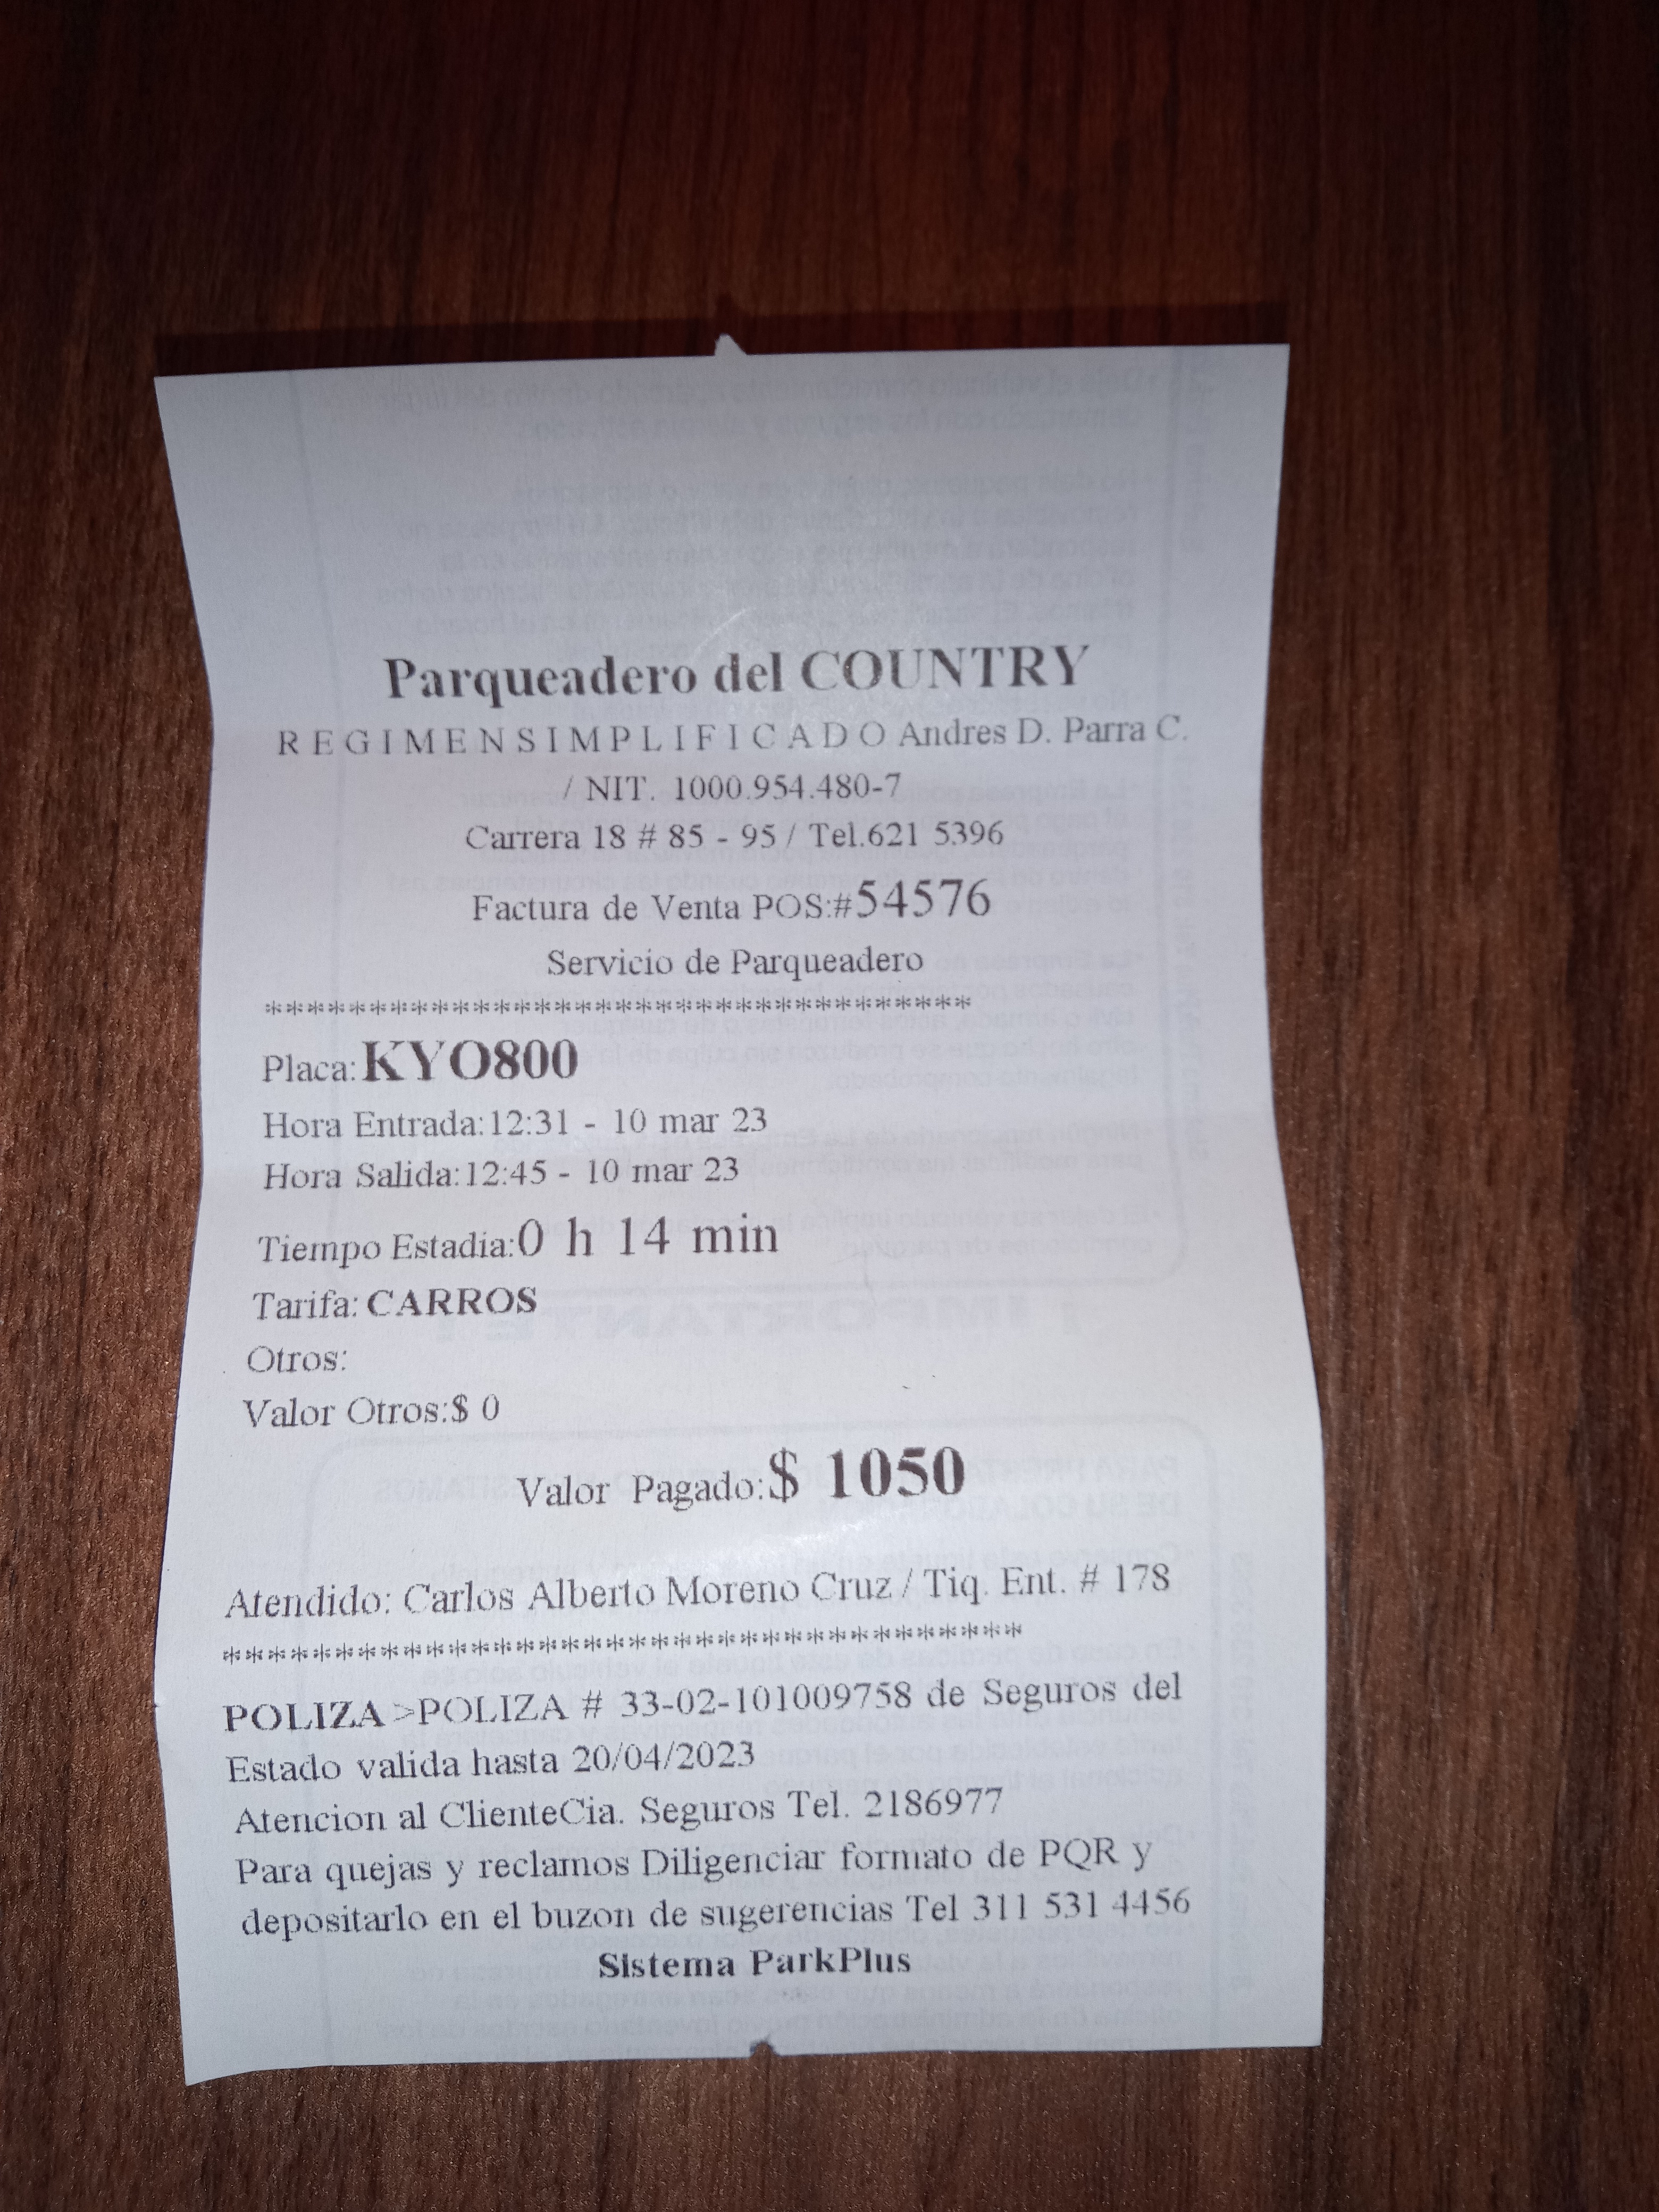 Parqueadero del COUNTRY
R E G I M E N S I M P L I F I C A D O Andres D. Parra C.
/ NIT. 1000.954.480-7
Carrera 18 # 85 - 95 / Tel.621 5396
Factura de Venta POS:#54576
Servicio de Parqueadero
**********************************
Placa:KYO800
Hora Entrada:12:31 - 10 mar 23
Hora Salida:12:45 - 10 mar 23
Tiempo Estadia:0 h 14 min
Tarifa: CARROS
Otros:
Valor Otros:$ 0
Valor Pagado:$ 1050
Atendido: Carlos Alberto Moreno Cruz / Tiq. Ent. # 178
************************************
POLIZA >POLIZA # 33-02-101009758 de Seguros del
Estado valida hasta 20/04/2023
Atencion al ClienteCia. Seguros Tel. 2186977
Para quejas y reclamos Diligenciar formato de PQR y
depositarlo en el buzon de sugerencias Tel 311 531 4456
Sistema ParkPlus